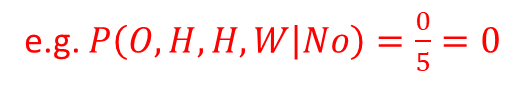 e.g. P(O, H, H, W|No) = 0/5 = 0